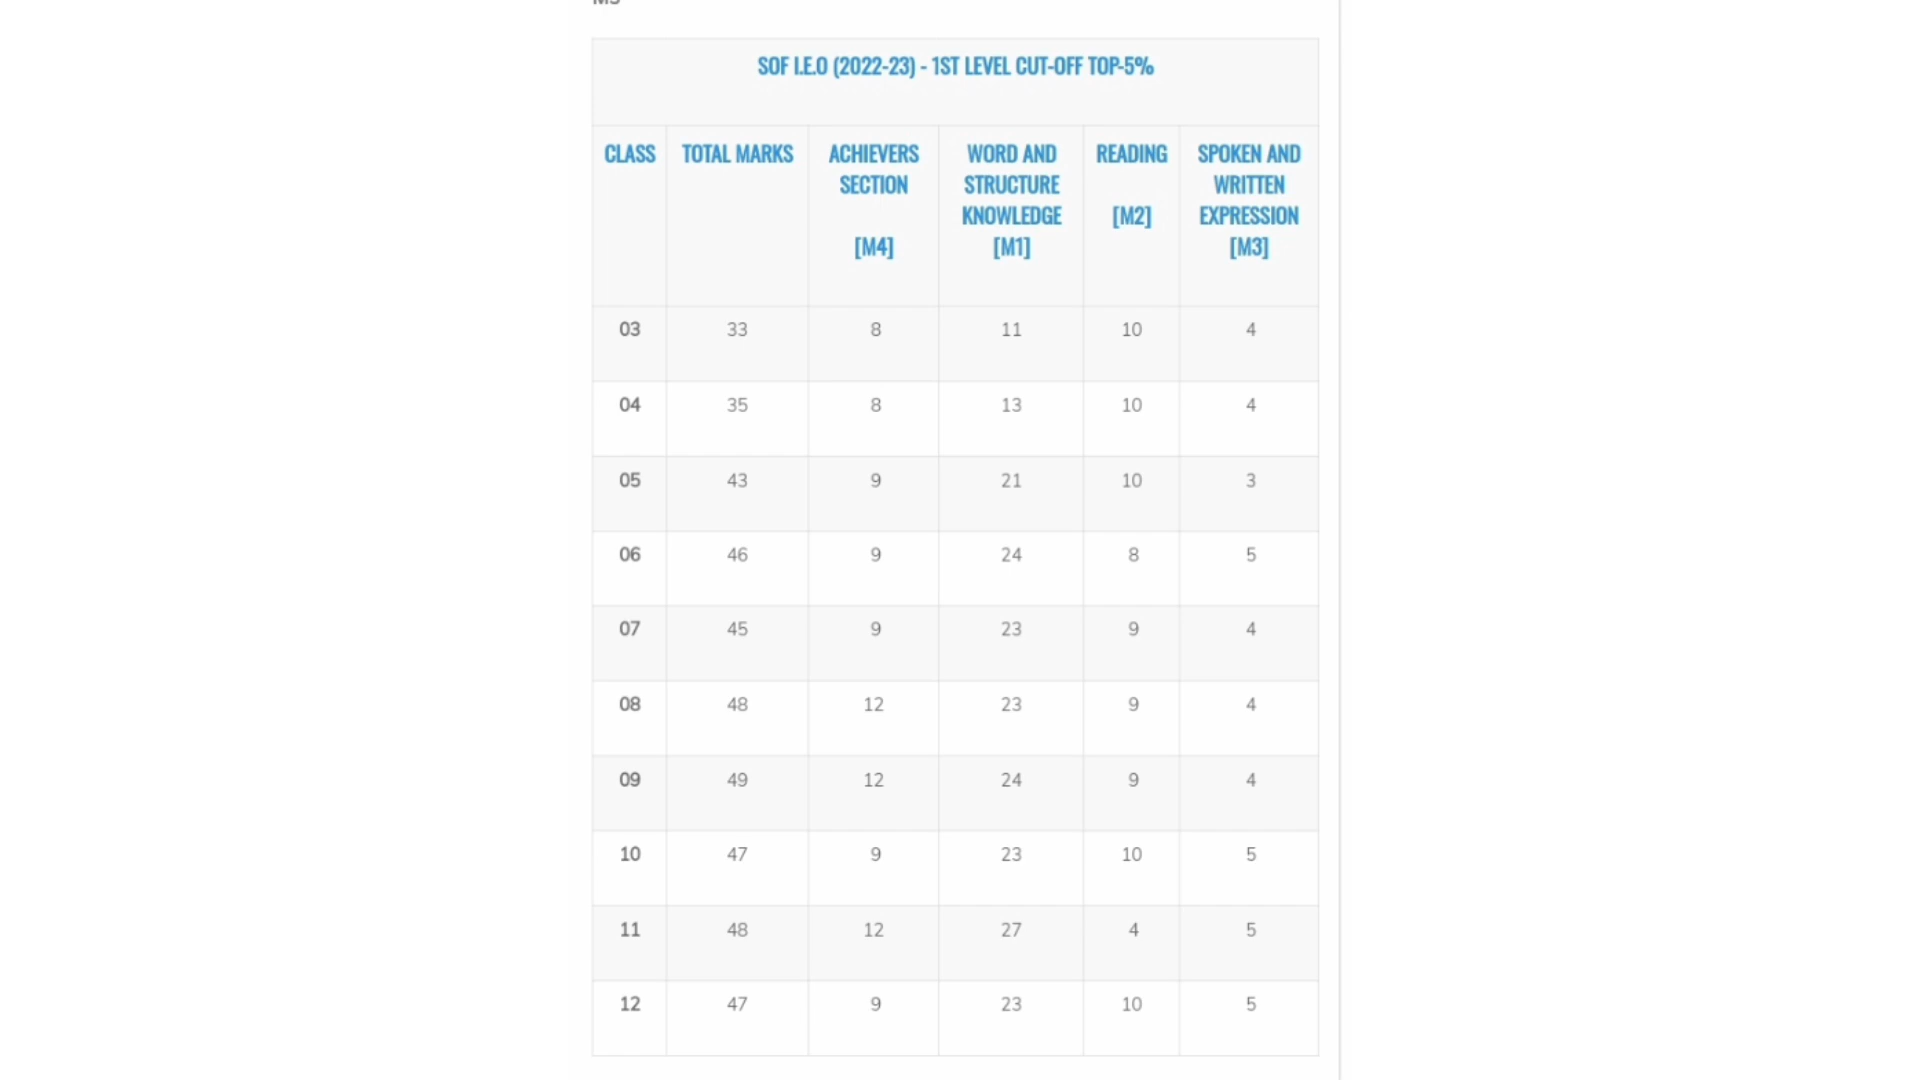 SOF I.E.O (2022-23) - 1ST LEVEL CUT-OFF TOP-5%
CLASS TOTAL MARKS ACHIEVERS SECTION [M4] WORD AND STRUCTURE KNOWLEDGE [M1] READING [M2] SPOKEN AND WRITTEN EXPRESSION [M3]
03 33 8 11 10 4
04 35 8 13 10 4
05 43 9 21 10 3
06 46 9 24 8 5
07 45 9 23 9 4
08 48 12 23 9 4
09 49 12 24 9 4
10 47 9 23 10 5
11 48 12 27 4 5
12 47 9 23 10 5